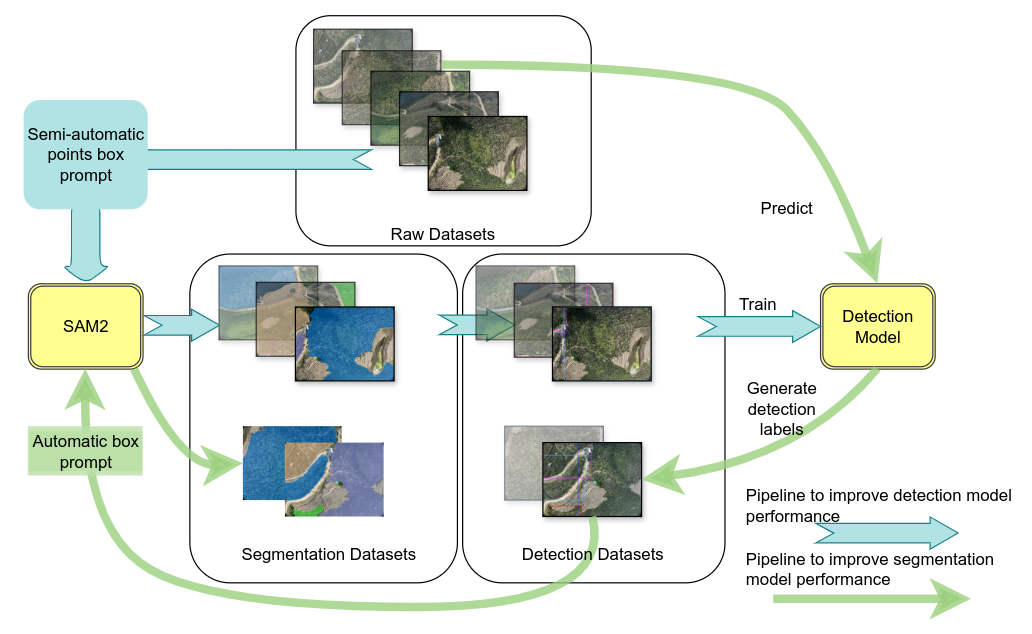 Semi-automatic
points box
prompt
Raw Datasets
Predict
SAM2
Train
Detection
Model
Generate
detection
labels
Automatic box
prompt
Segmentation Datasets
Detection Datasets
Pipeline to improve detection model
performance
Pipeline to improve segmentation
model performance